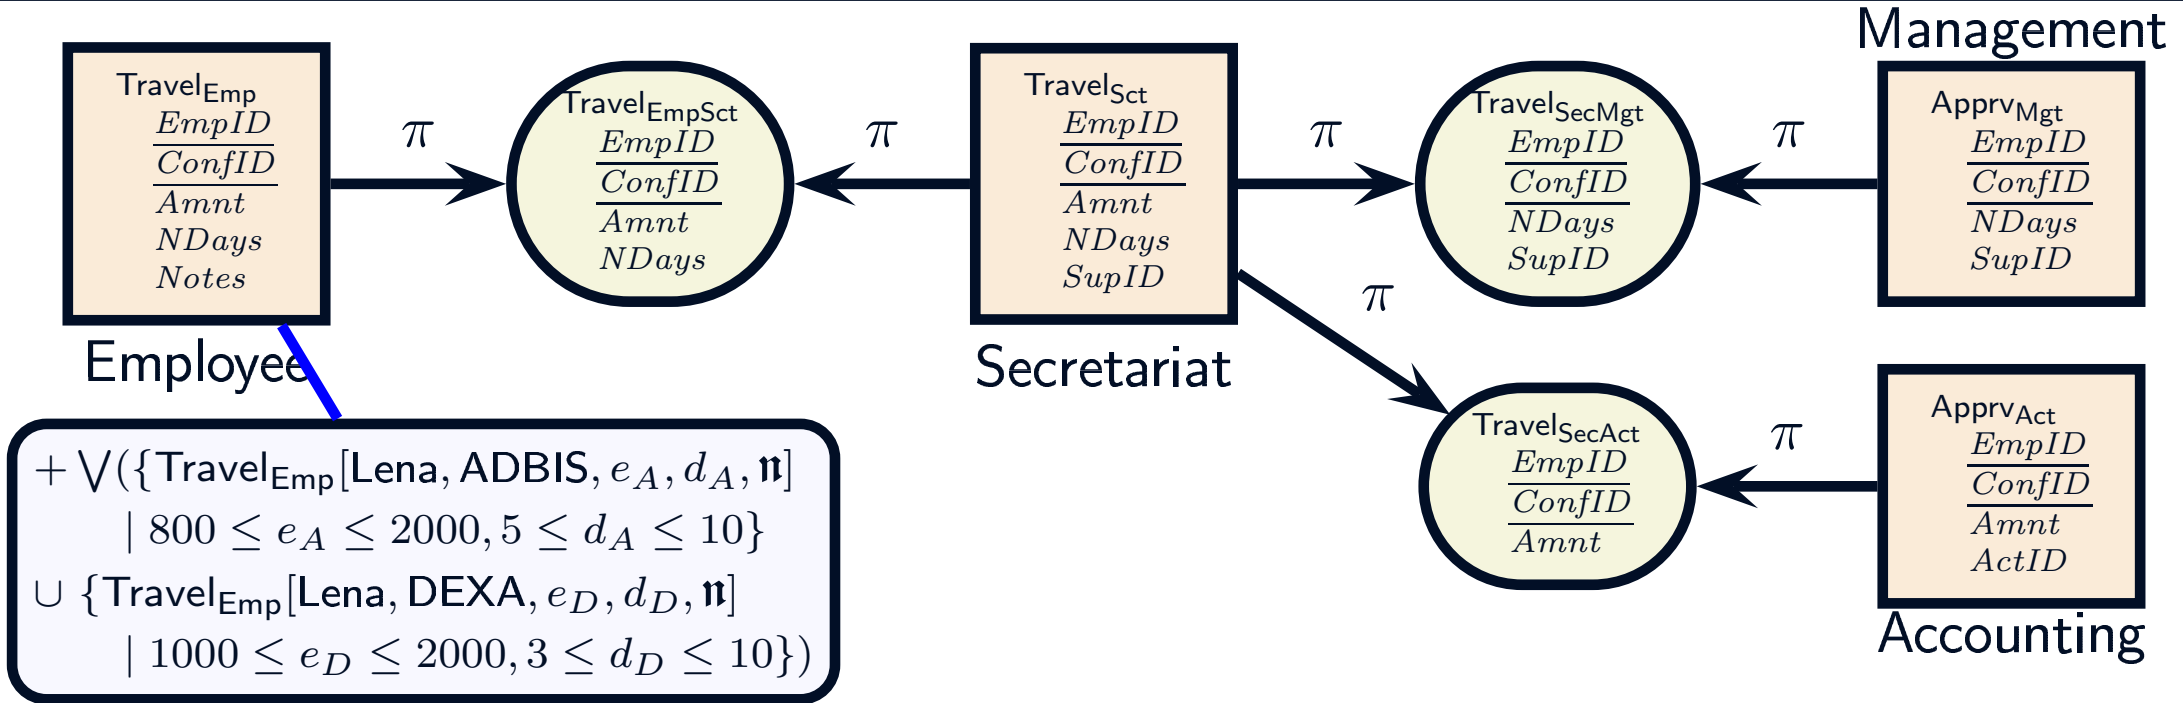 Management
Travel_Emp
EmpID
ConfID
Amnt
NDays
Notes
Employee
π
Travel_EmpSct
EmpID
ConfID
Amnt
NDays
π
Travel_Sct
EmpID
ConfID
Amnt
NDays
SupID
Secretariat
π
Travel_SecMgt
EmpID
ConfID
NDays
SupID
π
Apprv_Mgt
EmpID
ConfID
NDays
SupID
π
Travel_SecAct
EmpID
ConfID
Amnt
π
Apprv_Act
EmpID
ConfID
Amnt
ActID
Accounting
+ ⋁({Travel_Emp[Lena, ADBIS, e_A, d_A, 𝖓]
| 800 ≤ e_A ≤ 2000, 5 ≤ d_A ≤ 10}
∪ {Travel_Emp[Lena, DEXA, e_D, d_D, 𝖓]
| 1000 ≤ e_D ≤ 2000, 3 ≤ d_D ≤ 10})